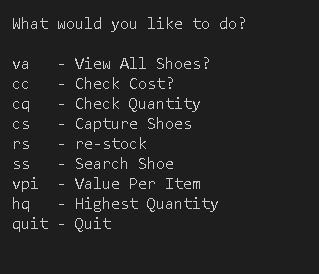 What would you like to do?
va - View All Shoes?
cc - Check Cost?
cq - Check Quantity
cs - Capture Shoes
rs - re-stock
ss - Search Shoe
vpi - Value Per Item
hq - Highest Quantity
quit - Quit